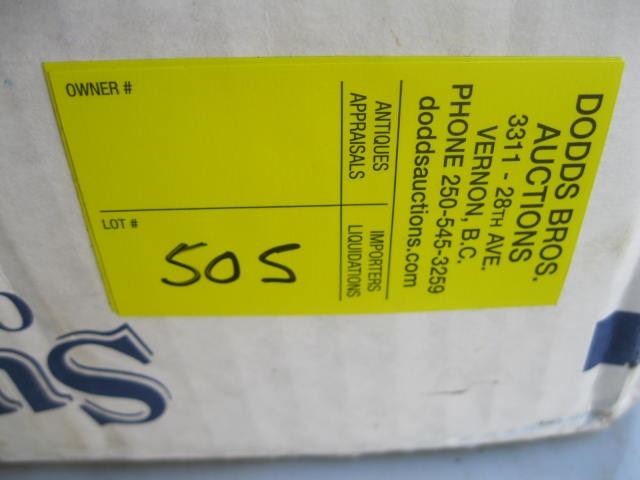 DODDS BROS.
AUCTIONS
3311 - 28TH AVE.
VERNON, B.C.
PHONE 250-545-3259
doddsauctions.com
ANTIQUES
APPRAISALS
IMPORTERS
LIQUIDATIONS
OWNER #
LOT #
505